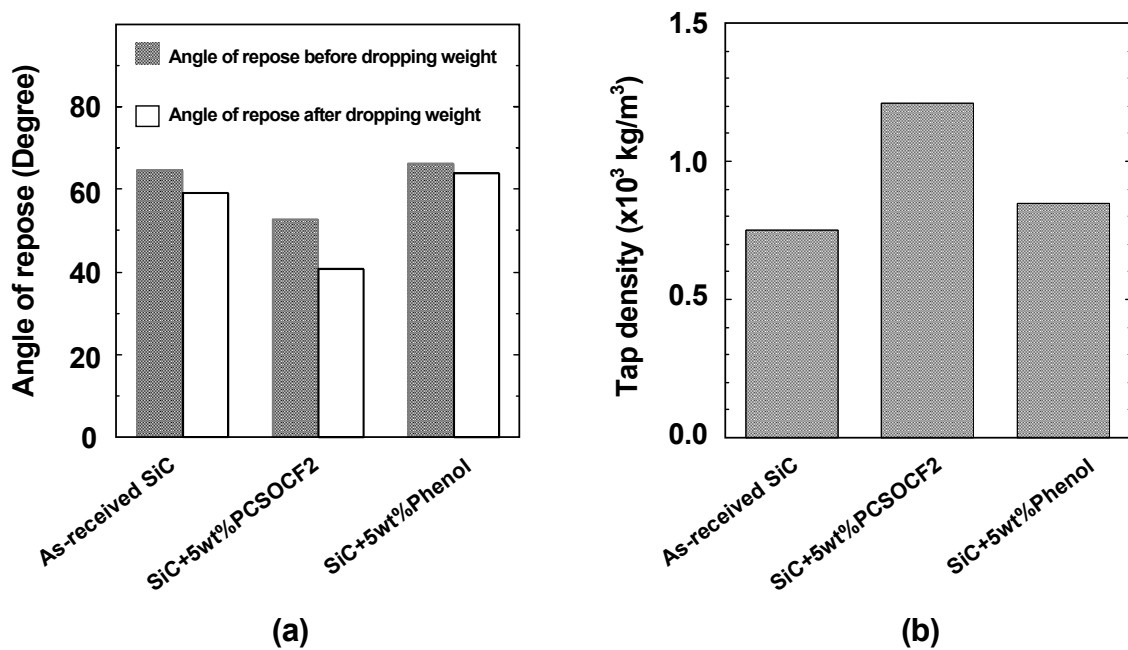 Angle of repose (Degree)
80
60
40
20
0
Angle of repose before dropping weight
Angle of repose after dropping weight
As-received SiC
SiC+5wt%PCSOCF2
SiC+5wt%Phenol
(a)
Tap density (x10³ kg/m³)
1.5
1.0
0.5
0.0
As-received SiC
SiC+5wt%PCSOCF2
SiC+5wt%Phenol
(b)